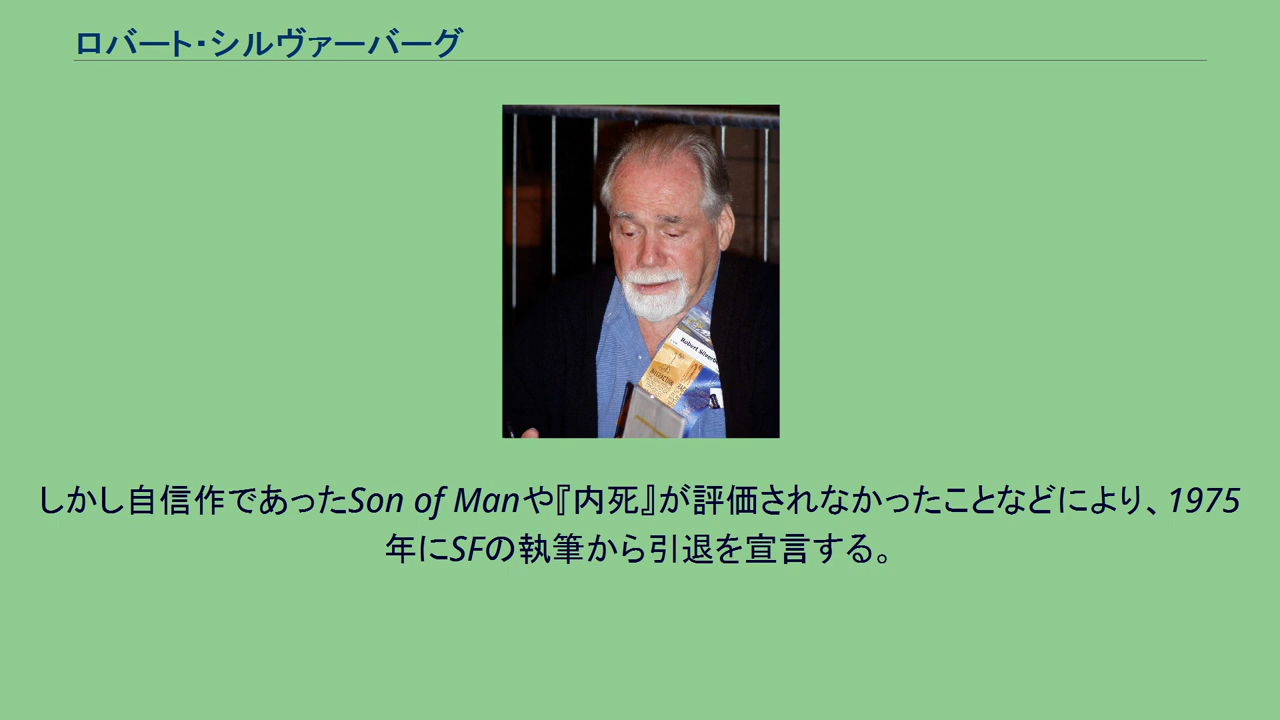 ロバート・シルヴァーバーグ
Robert Silverb
INTERACTION
しかし自信作であったSon of Manや『内死』が評価されなかったことなどにより、1975
年にSFの執筆から引退を宣言する。